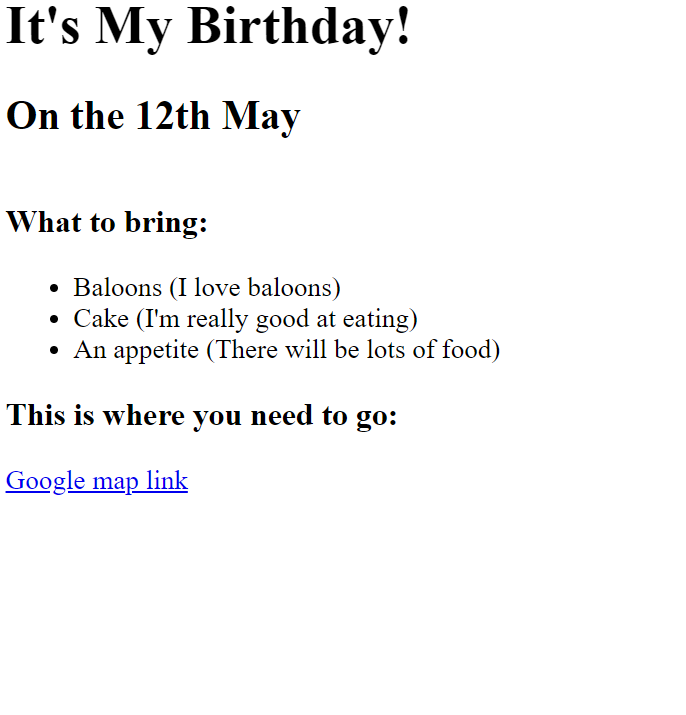 It's My Birthday!
On the 12th May
What to bring:
Baloons (I love baloons)
Cake (I'm really good at eating)
An appetite (There will be lots of food)
This is where you need to go:
Google map link